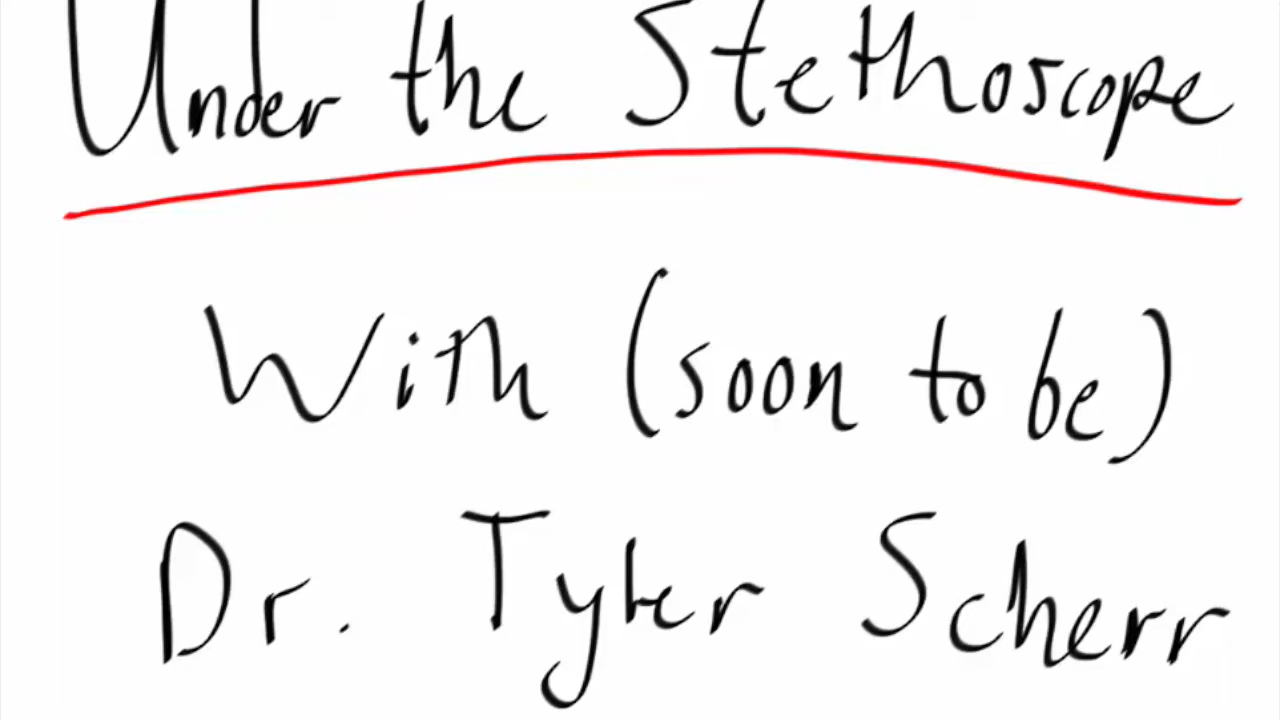 Under the Stethoscope
With (soon to be)
Dr. Tyler Scherr